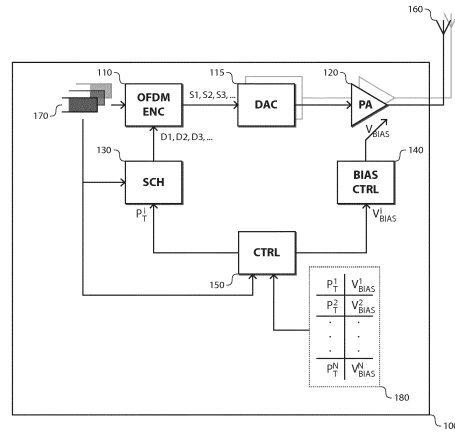 160
110
115
120
OFDM
ENC
S1, S2, S3, ...
DAC
PA
170
D1, D2, D3, ...
V_BIAS
130
140
SCH
BIAS
CTRL
P_T^i
V_BIAS^i
CTRL
150
P_T^1 V_BIAS^1
P_T^2 V_BIAS^2
. .
. .
. .
P_T^N V_BIAS^N
180
100